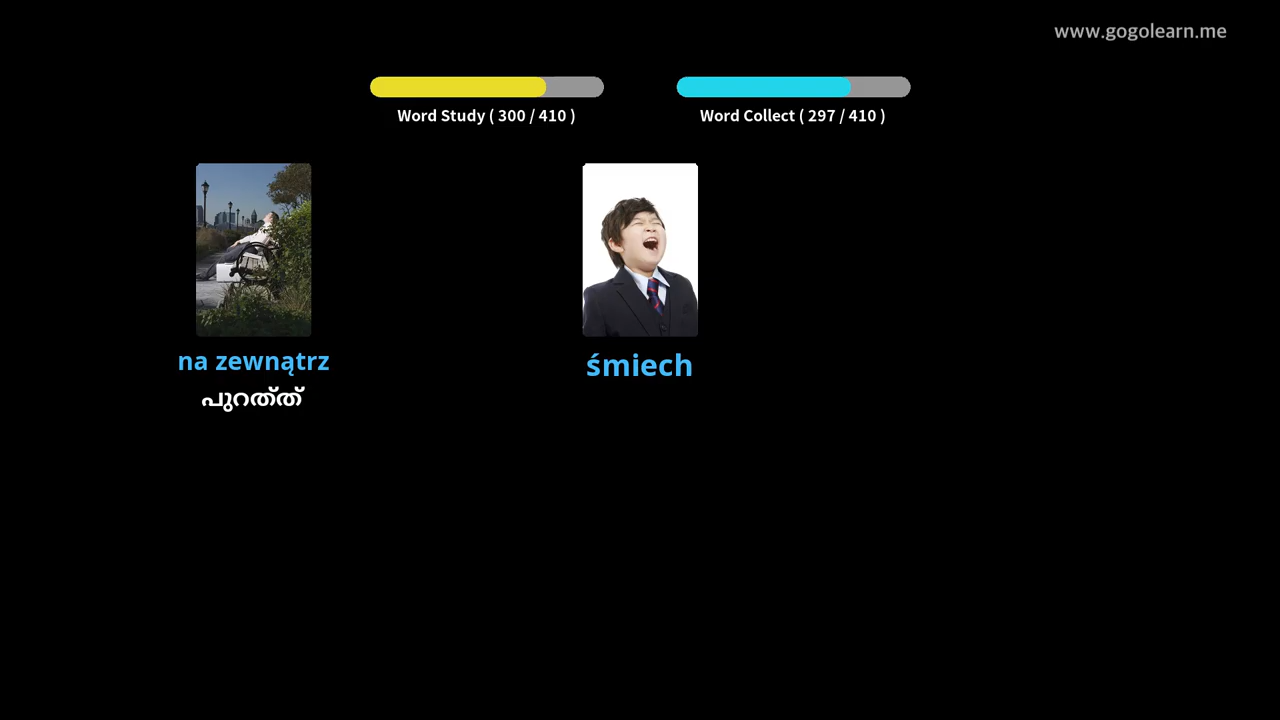 www.gogolearn.me
Word Study ( 300 / 410 )
Word Collect ( 297 / 410 )
na zewnątrz
പുറത്ത്
śmiech